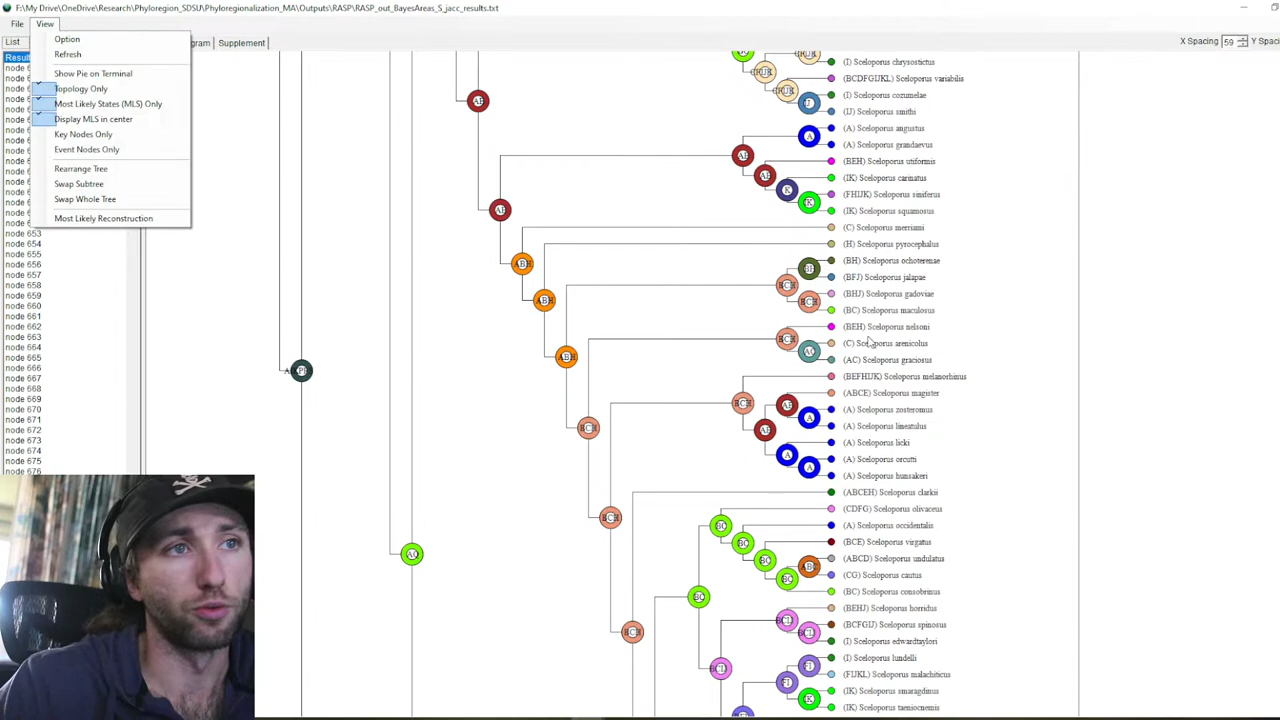 F:\My Drive\OneDrive\Research\Phyloregion_SDSU\Phyloregionalization_MA\Outputs\RASP\RASP_out_BayesAreas_S_jacc_results.txt
File View
List
Supplement
X Spacing 59
Option
Refresh
Show Pie on Terminal
Topology Only
Most Likely States (MLS) Only
Display MLS in center
Key Nodes Only
Event Nodes Only
Rearrange Tree
Swap Subtree
Swap Whole Tree
Most Likely Reconstruction
node 653
node 654
node 655
node 656
node 657
node 658
node 659
node 660
node 661
node 662
node 663
node 664
node 665
node 666
node 667
node 668
node 669
node 670
node 671
node 672
node 673
node 674
node 675
node 676
(I) Sceloporus chrysostictus
(BCDFGIJKL) Sceloporus variabilis
(I) Sceloporus cozumelae
(IJ) Sceloporus smithi
(A) Sceloporus angustus
(A) Sceloporus grandaevus
(BEH) Sceloporus utiformis
(IK) Sceloporus carinatus
(FHIJK) Sceloporus siniferus
(IK) Sceloporus squamosus
(C) Sceloporus merriami
(H) Sceloporus pyrocephalus
(BH) Sceloporus ochoterenae
(BFJ) Sceloporus jalapae
(BHJ) Sceloporus gadoviae
(BC) Sceloporus maculosus
(BEH) Sceloporus nelsoni
(C) Sceloporus arenicolus
(AC) Sceloporus graciosus
(BEFHIJK) Sceloporus melanorhinus
(ABCE) Sceloporus magister
(A) Sceloporus zosteromus
(A) Sceloporus lineatulus
(A) Sceloporus licki
(A) Sceloporus orcutti
(A) Sceloporus hunsakeri
(ABCEH) Sceloporus clarkii
(CDFG) Sceloporus olivaceus
(A) Sceloporus occidentalis
(BCE) Sceloporus virgatus
(ABCD) Sceloporus undulatus
(CG) Sceloporus cautus
(BC) Sceloporus consobrinus
(BEHJ) Sceloporus horridus
(BCFGIJ) Sceloporus spinosus
(I) Sceloporus edwardtaylori
(I) Sceloporus lundelli
(FIJKL) Sceloporus malachiticus
(IK) Sceloporus smaragdinus
(IK) Sceloporus taeniocnemis